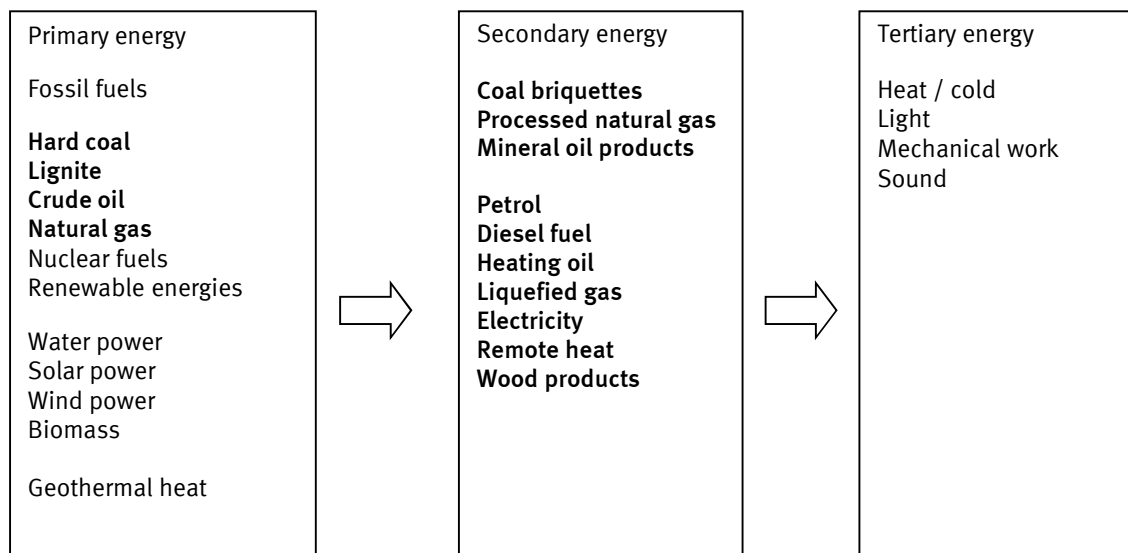 Primary energy
Fossil fuels
Hard coal
Lignite
Crude oil
Natural gas
Nuclear fuels
Renewable energies
Water power
Solar power
Wind power
Biomass
Geothermal heat
Secondary energy
Coal briquettes
Processed natural gas
Mineral oil products
Petrol
Diesel fuel
Heating oil
Liquefied gas
Electricity
Remote heat
Wood products
Tertiary energy
Heat / cold
Light
Mechanical work
Sound